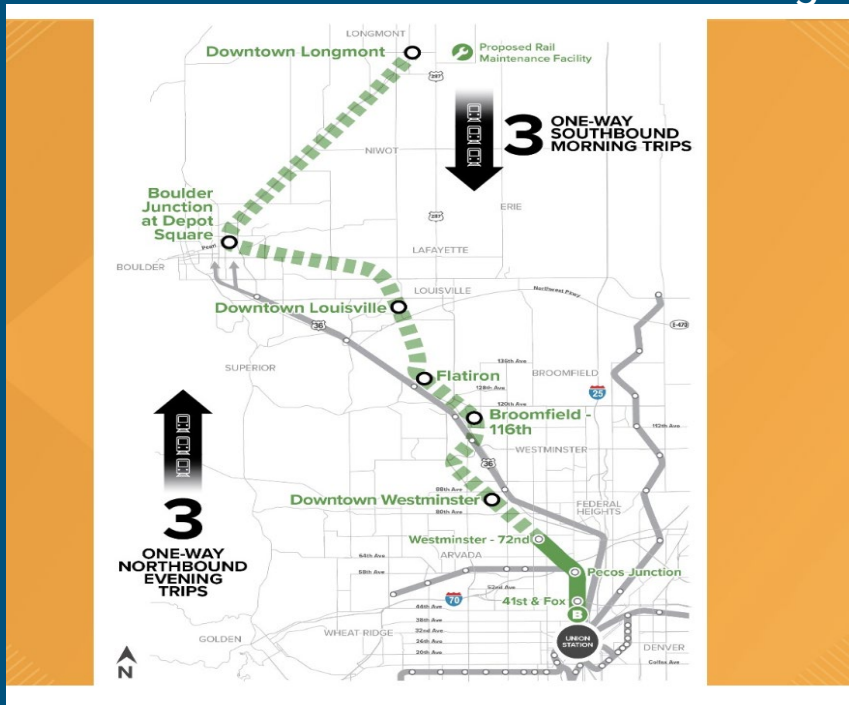 LONGMONT
Downtown Longmont
Proposed Rail
Maintenance Facility
287
3
ONE-WAY
SOUTHBOUND
MORNING TRIPS
NIWOT
Boulder
Junction
at Depot
Square
ERIE
287
Pearl
LAFAYETTE
BOULDER
LOUISVILLE
Northwest Pkwy
Downtown Louisville
36
E-470
SUPERIOR
136th Ave
Flatiron
BROOMFIELD
128th Ave
25
120th Ave
Broomfield -
116th
112th Ave
WESTMINSTER
36
98th Ave
Downtown Westminster
90th Ave
FEDERAL
HEIGHTS
3
ONE-WAY
NORTHBOUND
EVENING
TRIPS
Westminster - 72nd
64th Ave
ARVADA
58th Ave
Pecos Junction
52nd Ave
70
41st & Fox
44th Ave
B
38th Ave
GOLDEN
WHEAT RIDGE
32nd Ave
26th Ave
20th Ave
UNION
STATION
DENVER
Colfax Ave
N